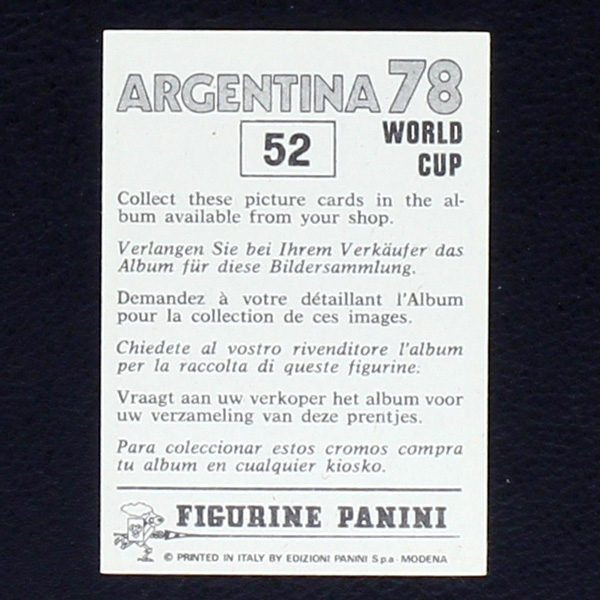 ARGENTINA 78
52
WORLD
CUP
Collect these picture cards in the al-
bum available from your shop.
Verlangen Sie bei Ihrem Verkäufer das
Album für diese Bildersammlung.
Demandez à votre détaillant l'Album
pour la collection de ces images.
Chiedete al vostro rivenditore l'album
per la raccolta di queste figurine.
Vraagt aan uw verkoper het album voor
uw verzameling van deze prentjes.
Para coleccionar estos cromos compra
tu album en cualquier kiosko.
FIGURINE PANINI
© PRINTED IN ITALY BY EDIZIONI PANINI S.p.a - MODENA